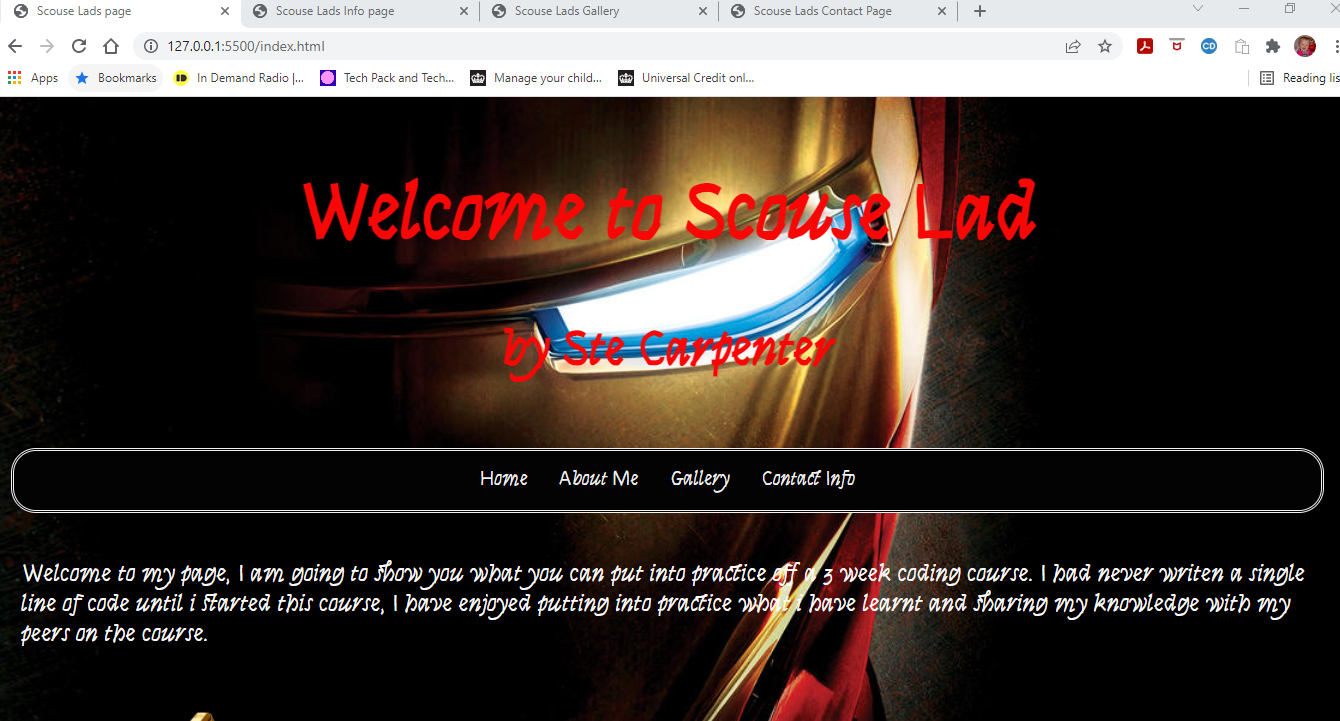 Scouse Lads page
Scouse Lads Info page
Scouse Lads Gallery
Scouse Lads Contact Page
127.0.0.1:5500/index.html
Apps
Bookmarks
In Demand Radio |...
Tech Pack and Tech...
Manage your child...
Universal Credit onl...
Reading lis
Welcome to Scouse Lad
by Ste Carpenter
Home About Me Gallery Contact Info
Welcome to my page, I am going to show you what you can put into practice off a 3 week coding course. I had never writen a single
line of code until i started this course, I have enjoyed putting into practice what i have learnt and sharing my knowledge with my
peers on the course.